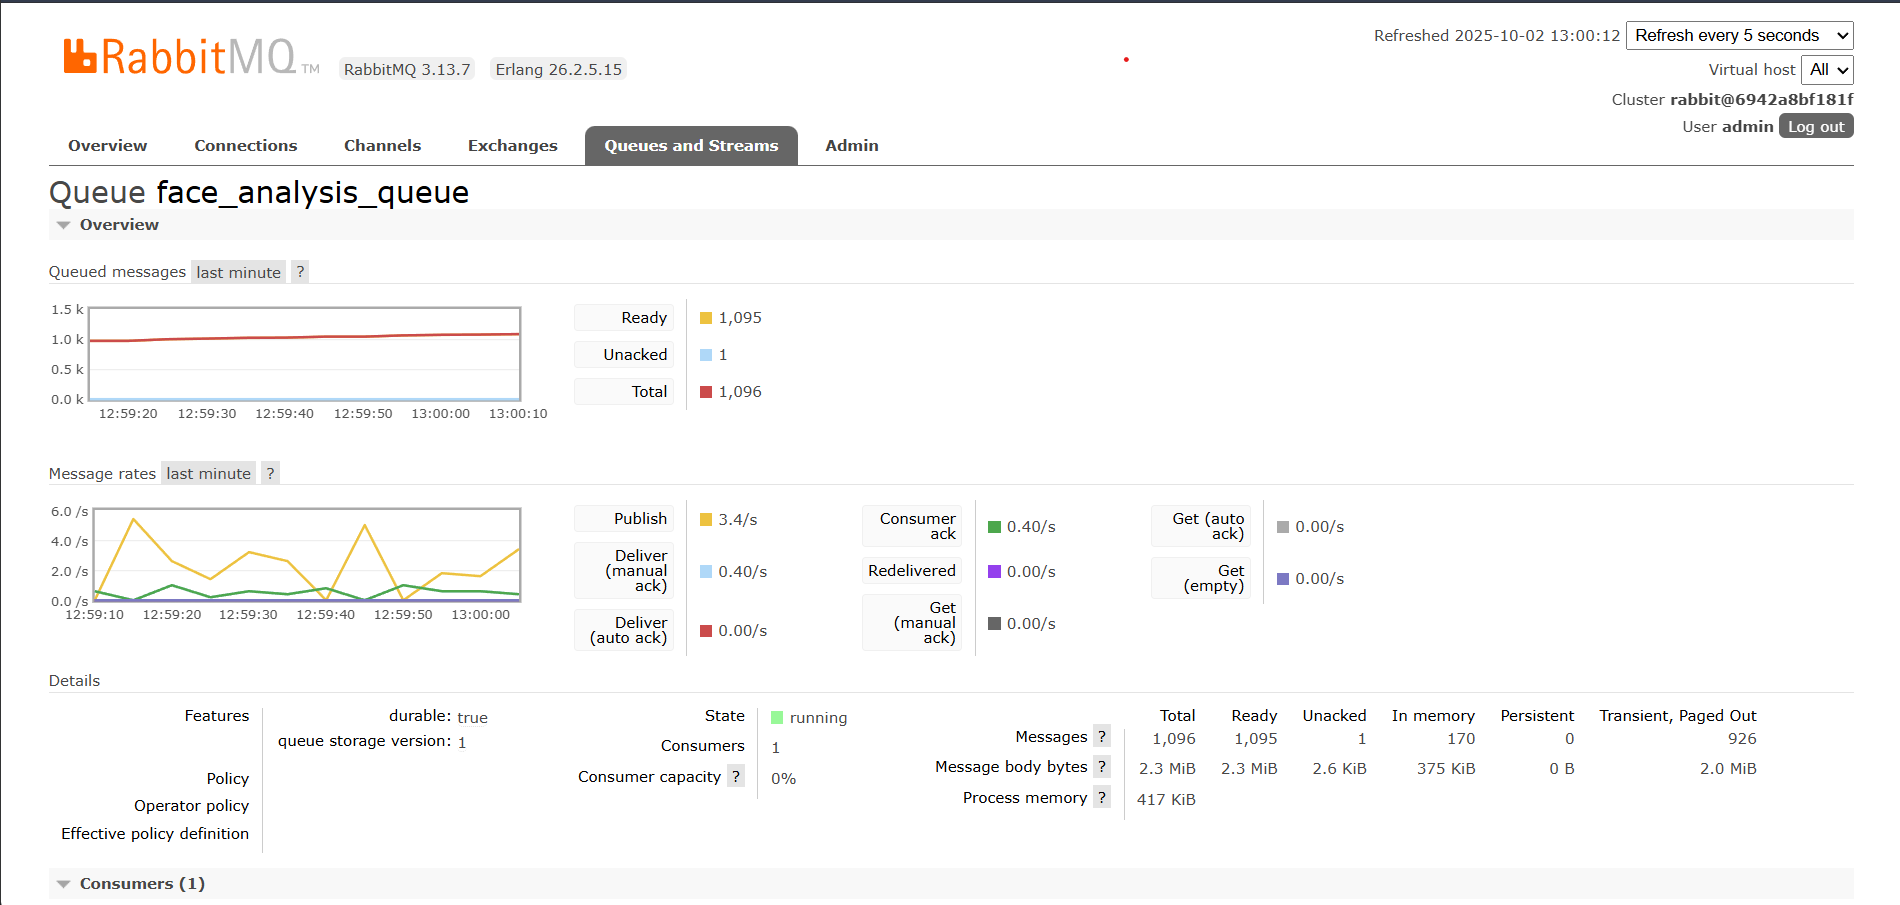 Refreshed 2025-10-02 13:00:12 Refresh every 5 seconds
RabbitMQ TM RabbitMQ 3.13.7 Erlang 26.2.5.15
Virtual host All
Cluster rabbit@6942a8bf181f
User admin Log out
Overview Connections Channels Exchanges Queues and Streams Admin
Queue face_analysis_queue
Overview
Queued messages last minute ?
1.5 k
1.0 k
0.5 k
0.0 k
12:59:20 12:59:30 12:59:40 12:59:50 13:00:00 13:00:10
Ready 1,095
Unacked 1
Total 1,096
Message rates last minute ?
6.0 /s
4.0 /s
2.0 /s
0.0 /s
12:59:10 12:59:20 12:59:30 12:59:40 12:59:50 13:00:00
Publish 3.4/s
Deliver
(manual 0.40/s
ack)
Deliver
(auto ack) 0.00/s
Consumer
ack 0.40/s
Redelivered 0.00/s
Get
(manual 0.00/s
ack)
Get (auto
ack) 0.00/s
Get
(empty) 0.00/s
Details
Features durable: true
queue storage version: 1
Policy
Operator policy
Effective policy definition
State running
Consumers 1
Consumer capacity ? 0%
Total Ready Unacked In memory Persistent Transient, Paged Out
Messages ? 1,096 1,095 1 170 0 926
Message body bytes ? 2.3 MiB 2.3 MiB 2.6 KiB 375 KiB 0 B 2.0 MiB
Process memory ? 417 KiB
Consumers (1)